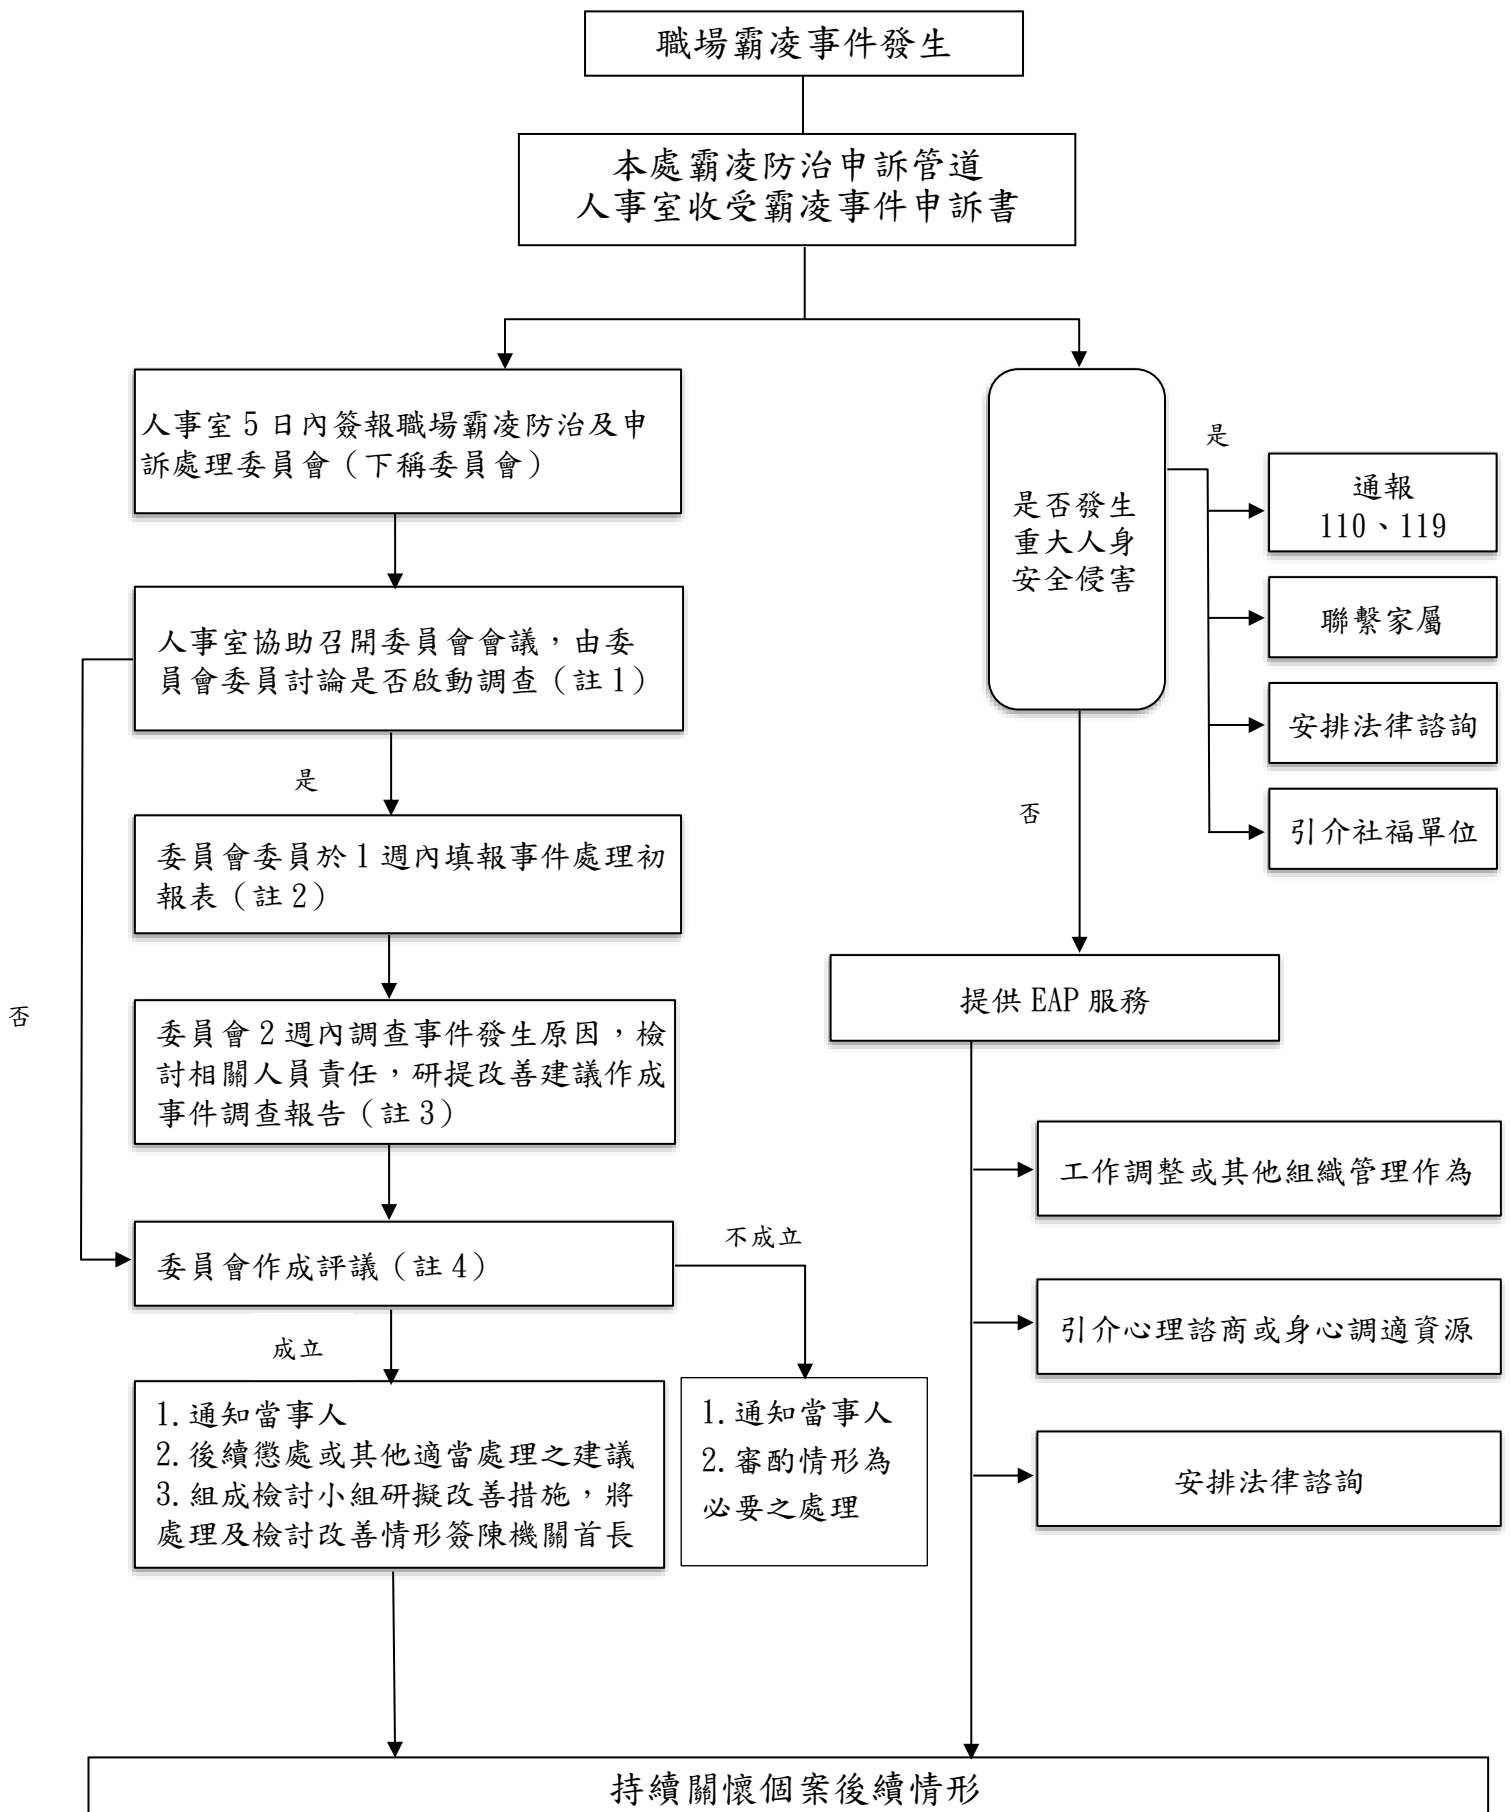 職場霸凌事件發生
本處霸凌防治申訴管道
人事室收受霸凌事件申訴書
人事室 5 日內簽報職場霸凌防治及申
訴處理委員會（下稱委員會）
人事室協助召開委員會會議，由委
員會委員討論是否啟動調查（註 1）
是
否
委員會委員於 1 週內填報事件處理初
報表（註 2）
委員會 2 週內調查事件發生原因，檢
討相關人員責任，研提改善建議作成
事件調查報告（註 3）
委員會作成評議（註 4）
不成立
成立
1.通知當事人
2.後續懲處或其他適當處理之建議
3.組成檢討小組研擬改善措施，將
處理及檢討改善情形簽陳機關首長
1.通知當事人
2.審酌情形為
必要之處理
是否發生
重大人身
安全侵害
是
通報
110、119
聯繫家屬
安排法律諮詢
引介社福單位
否
提供 EAP 服務
工作調整或其他組織管理作為
引介心理諮商或身心調適資源
安排法律諮詢
持續關懷個案後續情形